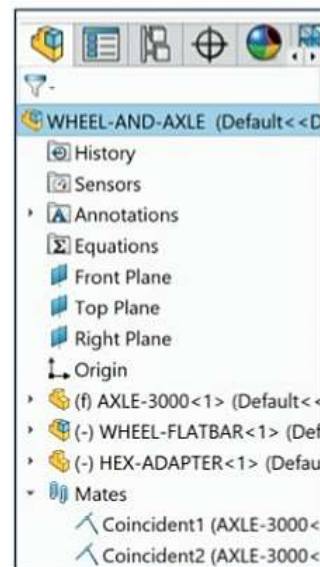 WHEEL-AND-AXLE (Default<<D
History
Sensors
Annotations
Equations
Front Plane
Top Plane
Right Plane
Origin
(f) AXLE-3000<1> (Default<<
(-) WHEEL-FLATBAR<1> (Def
(-) HEX-ADAPTER<1> (Defau
Mates
Coincident1 (AXLE-3000<
Coincident2 (AXLE-3000<